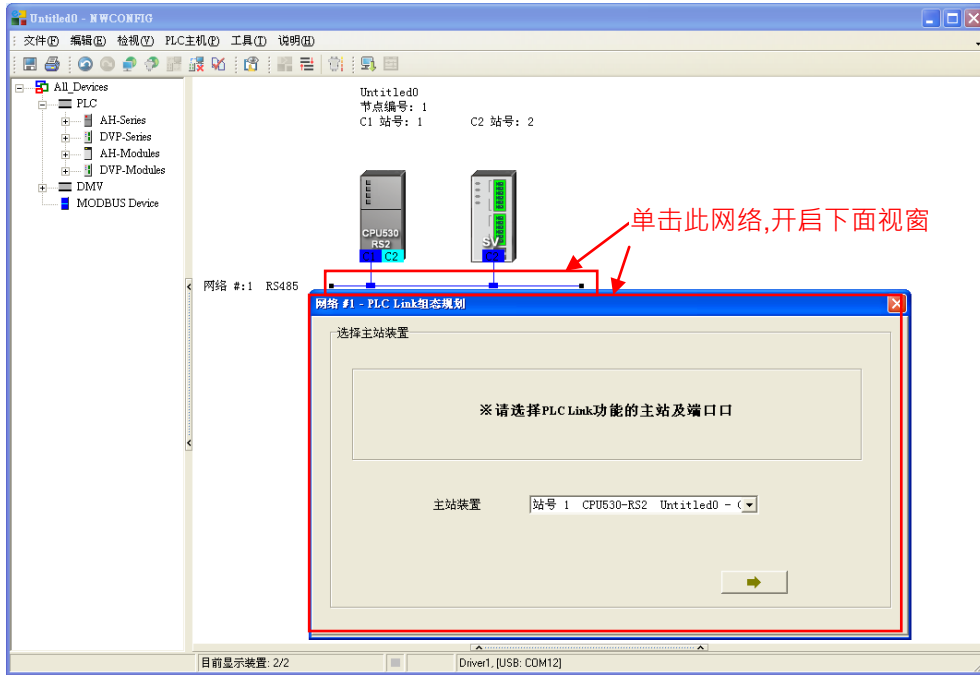 Untitled0 - NWCONFIG
文件(F) 编辑(E) 检视(V) PLC主机(P) 工具(T) 说明(H)
All_Devices
PLC
AH-Series
DVP-Series
AH-Modules
DVP-Modules
DMV
MODBUS Device
Untitled0
节点编号: 1
C1 站号: 1 C2 站号: 2
CPU530
RS2
C1 C2
SV
C2
单击此网络,开启下面视窗
网络 #:1 RS485
网络 #1 - PLC Link组态规划
选择主站装置
※请选择PLC Link功能的主站及端口口
主站装置
站号 1 CPU530-RS2 Untitled0 - (
目前显示装置: 2/2
Driver1, [USB: COM12]